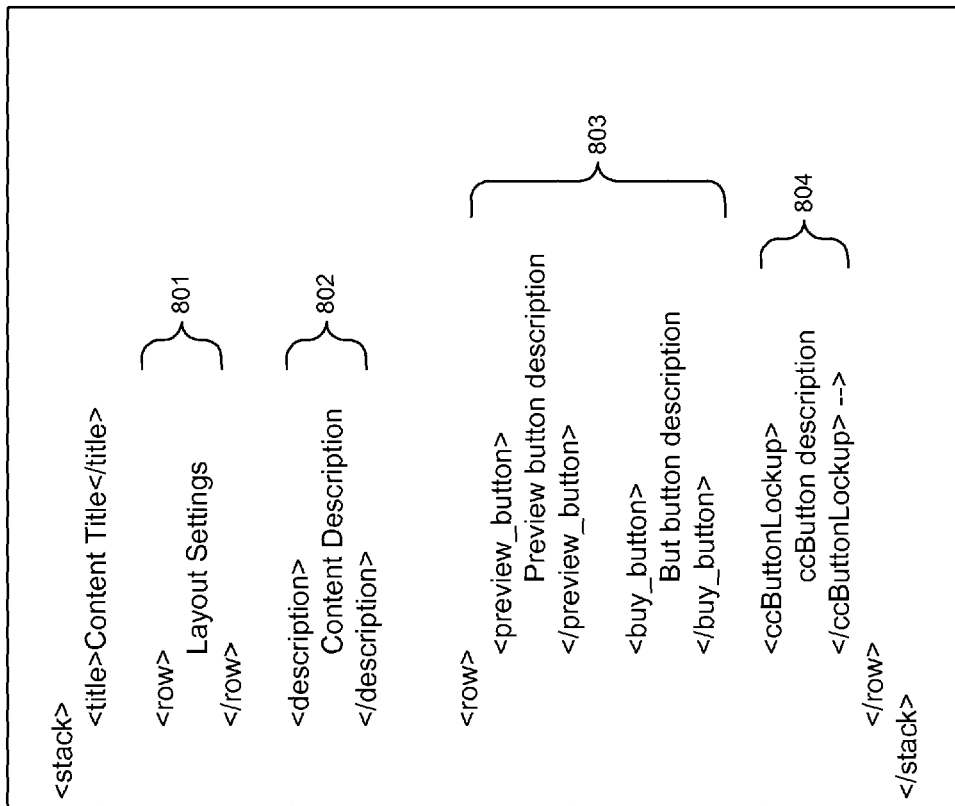 <stack>
<title>Content Title</title>
<row>
Layout Settings
</row>
801
<description>
Content Description
</description>
802
<row>
<preview_button>
Preview button description
</preview_button>
<buy_button>
But button description
</buy_button>
803
<ccButtonLockup>
ccButton description
</ccButtonLockup> -->
804
</row>
</stack>